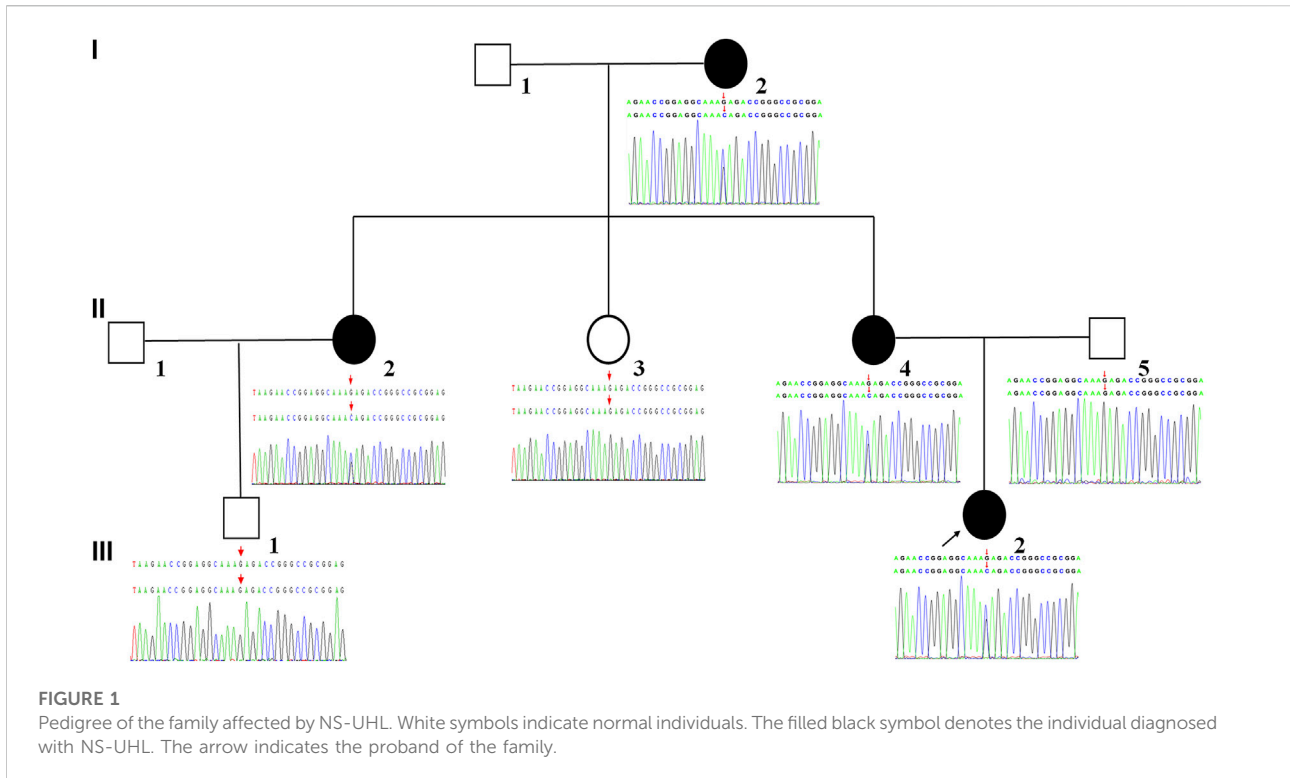 I
1
2
AGAACCGGAGGCAAAGAGACCGGGCCGCGGA
AGAACCGGAGGCAAACAGACCGGGCCGCGGA
II
1
2
3
4
5
TAAGAACCGGAGGCAAAGAGACCGGGCCGCGGAG
TAAGAACCGGAGGCAAACAGACCGGGCCGCGGAG
TAAGAACCGGAGGCAAAGAGACCGGGCCGCGGAG
TAAGAACCGGAGGCAAAGAGACCGGGCCGCGGAG
AGAACCGGAGGCAAAGAGACCGGGCCGCGGA
AGAACCGGAGGCAAACAGACCGGGCCGCGGA
AGAACCGGAGGCAAAGAGACCGGGCCGCGGA
AGAACCGGAGGCAAAGAGACCGGGCCGCGGA
III
1
2
TAAGAACCGGAGGCAAAGAGACCGGGCCGCGGAG
TAAGAACCGGAGGCAAAGAGACCGGGCCGCGGAG
AGAACCGGAGGCAAAGAGACCGGGCCGCGGA
AGAACCGGAGGCAAACAGACCGGGCCGCGGA
FIGURE 1
Pedigree of the family affected by NS-UHL. White symbols indicate normal individuals. The filled black symbol denotes the individual diagnosed
with NS-UHL. The arrow indicates the proband of the family.